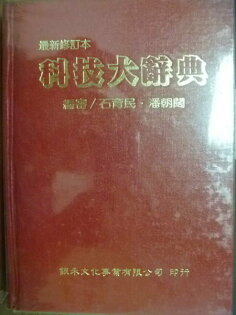 最新修訂本
科技大辭典
編審/石育民・潘朝闊
銀禾文化事業有限公司 印行